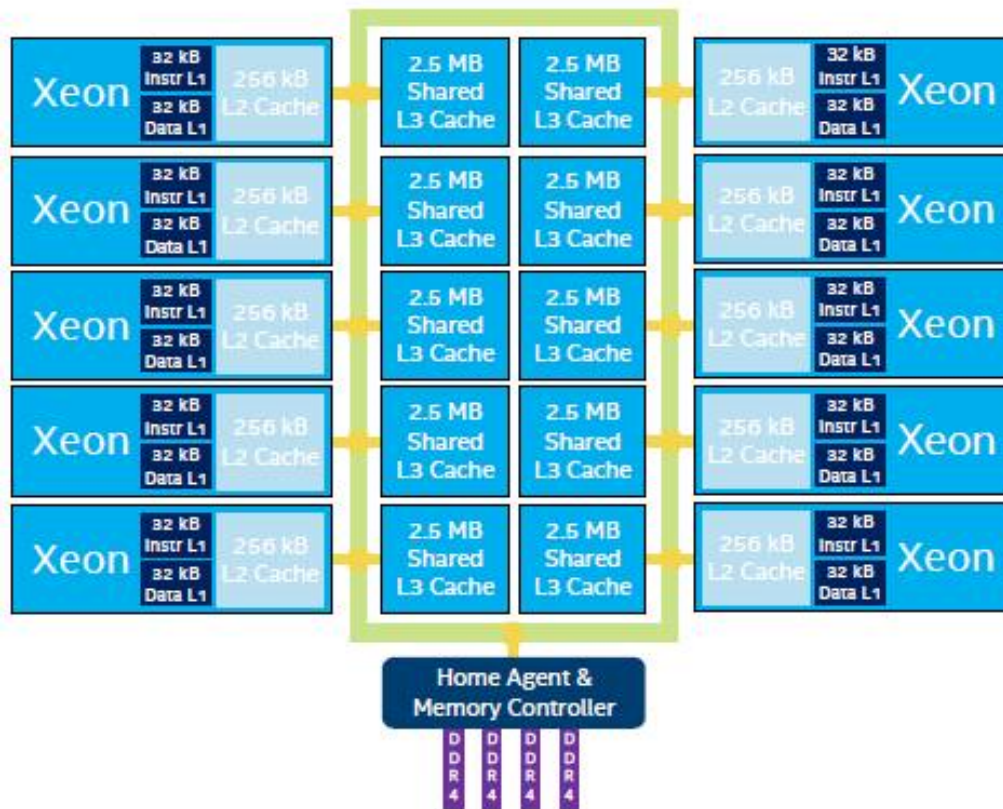 Xeon
32 kB
Instr L1
32 kB
Data L1
256 kB
L2 Cache
2.5 MB
Shared
L3 Cache
2.5 MB
Shared
L3 Cache
256 kB
L2 Cache
32 kB
Instr L1
32 kB
Data L1
Xeon
Xeon
32 kB
Instr L1
32 kB
Data L1
256 kB
L2 Cache
2.5 MB
Shared
L3 Cache
2.5 MB
Shared
L3 Cache
256 kB
L2 Cache
32 kB
Instr L1
32 kB
Data L1
Xeon
Xeon
32 kB
Instr L1
32 kB
Data L1
256 kB
L2 Cache
2.5 MB
Shared
L3 Cache
2.5 MB
Shared
L3 Cache
256 kB
L2 Cache
32 kB
Instr L1
32 kB
Data L1
Xeon
Xeon
32 kB
Instr L1
32 kB
Data L1
256 kB
L2 Cache
2.5 MB
Shared
L3 Cache
2.5 MB
Shared
L3 Cache
256 kB
L2 Cache
32 kB
Instr L1
32 kB
Data L1
Xeon
Xeon
32 kB
Instr L1
32 kB
Data L1
256 kB
L2 Cache
2.5 MB
Shared
L3 Cache
2.5 MB
Shared
L3 Cache
256 kB
L2 Cache
32 kB
Instr L1
32 kB
Data L1
Xeon
Home Agent &
Memory Controller
DDR4
DDR4
DDR4
DDR4